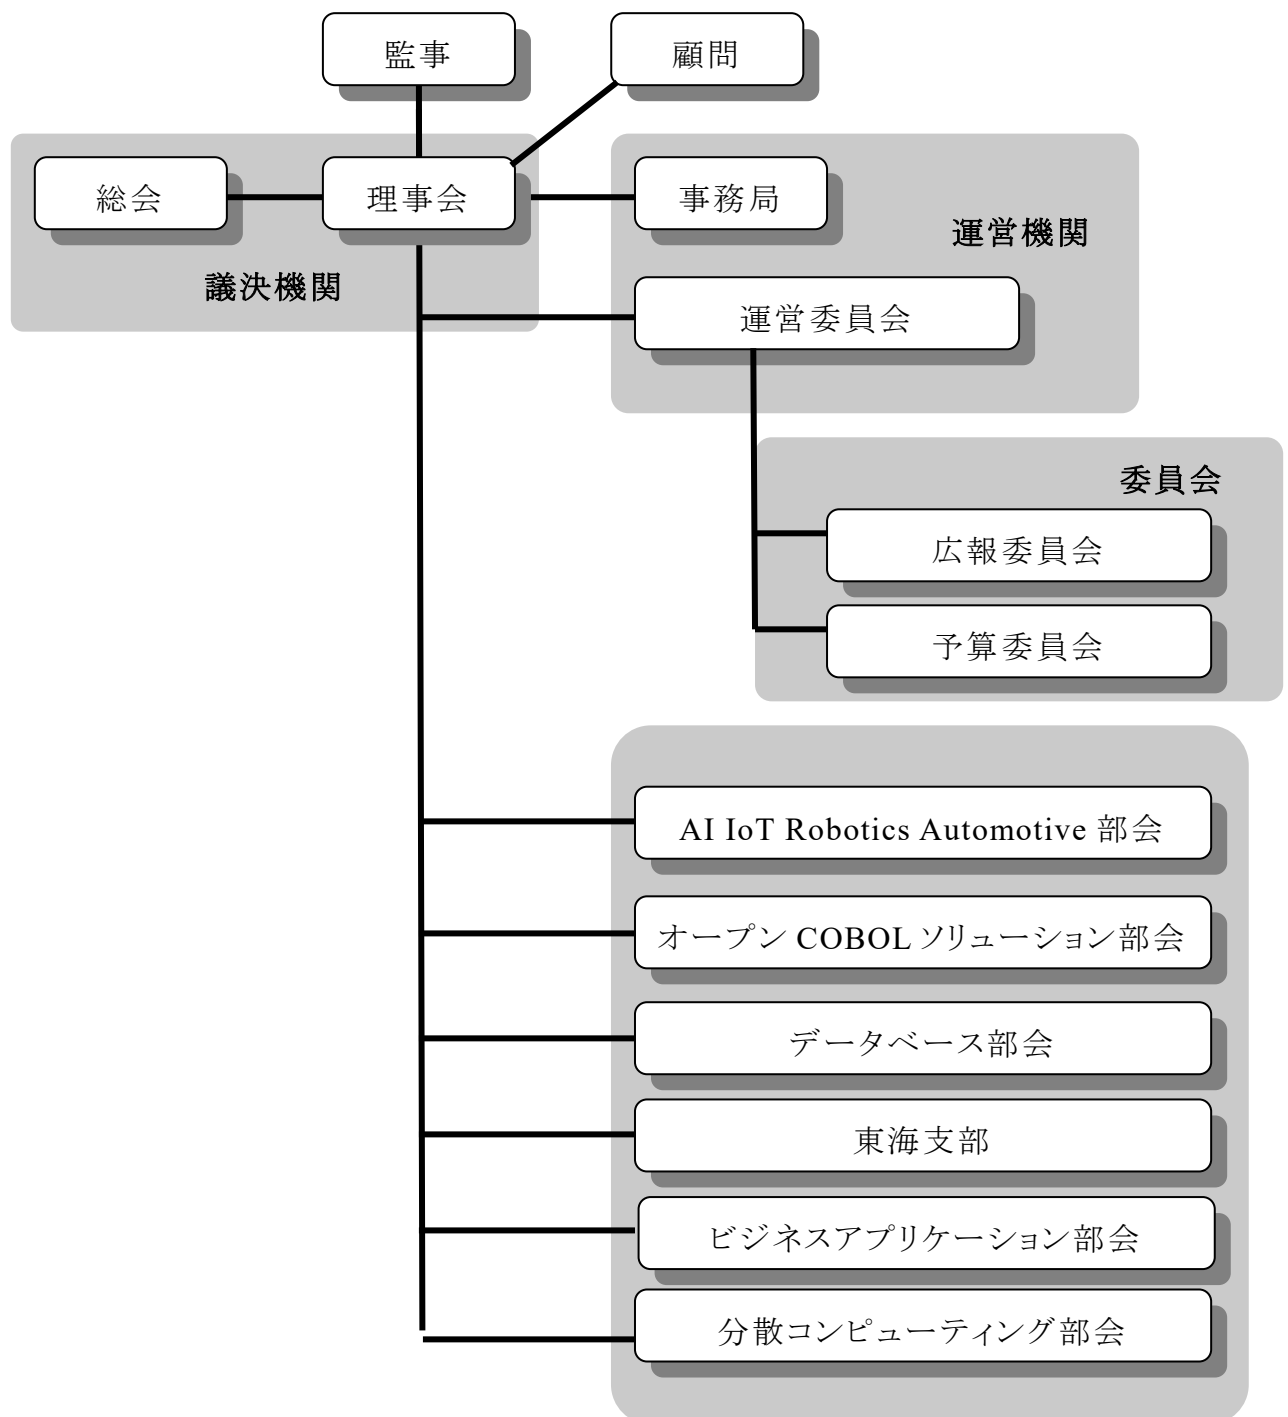 監事
顧問
総会
理事会
事務局
運営機関
議決機関
運営委員会
委員会
広報委員会
予算委員会
AI IoT Robotics Automotive 部会
オープン COBOL ソリューション部会
データベース部会
東海支部
ビジネスアプリケーション部会
分散コンピューティング部会